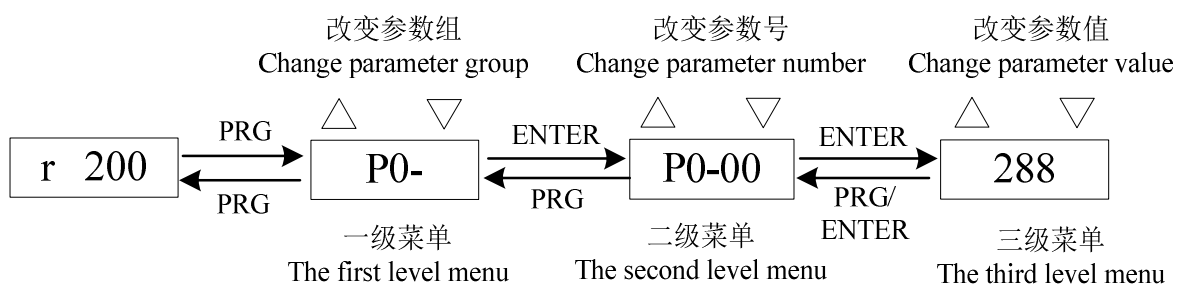 改变参数组
Change parameter group
改变参数号
Change parameter number
改变参数值
Change parameter value
PRG
ENTER
ENTER
r 200
P0-
P0-00
288
PRG
PRG
PRG/
ENTER
一级菜单
The first level menu
二级菜单
The second level menu
三级菜单
The third level menu